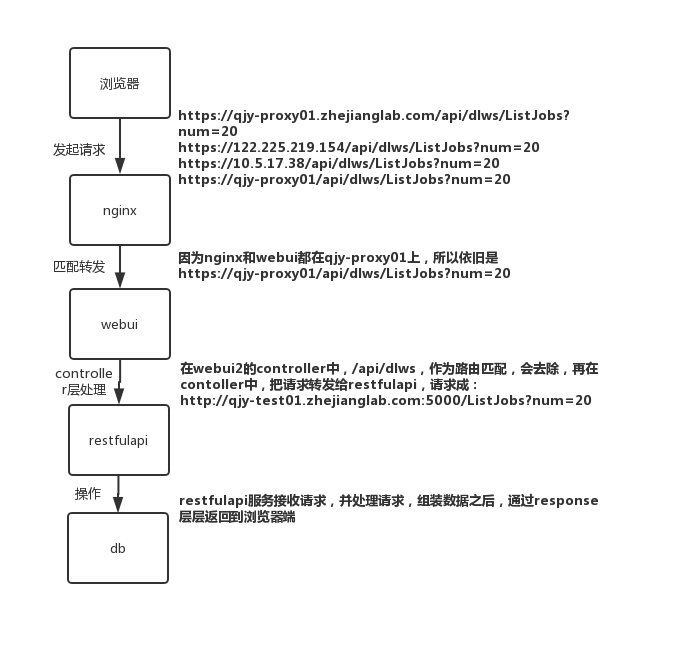 浏览器
https://qjy-proxy01.zhejianglab.com/api/dlws/ListJobs?
num=20
https://122.225.219.154/api/dlws/ListJobs?num=20
发起请求
https://10.5.17.38/api/dlws/ListJobs?num=20
https://qjy-proxy01/api/dlws/ListJobs?num=20
nginx
因为nginx和webui都在qjy-proxy01上，所以依旧是
匹配转发
https://qjy-proxy01/api/dlws/ListJobs?num=20
webui
controlle
r层处理
在webui2的controller中，/api/dlws，作为路由匹配，会去除，再在
contoller中，把请求转发给restfulapi，请求成：
http://qjy-test01.zhejianglab.com:5000/ListJobs?num=20
restfulapi
操作
restfulapi服务接收请求，并处理请求，组装数据之后，通过response
层层返回到浏览器端
db